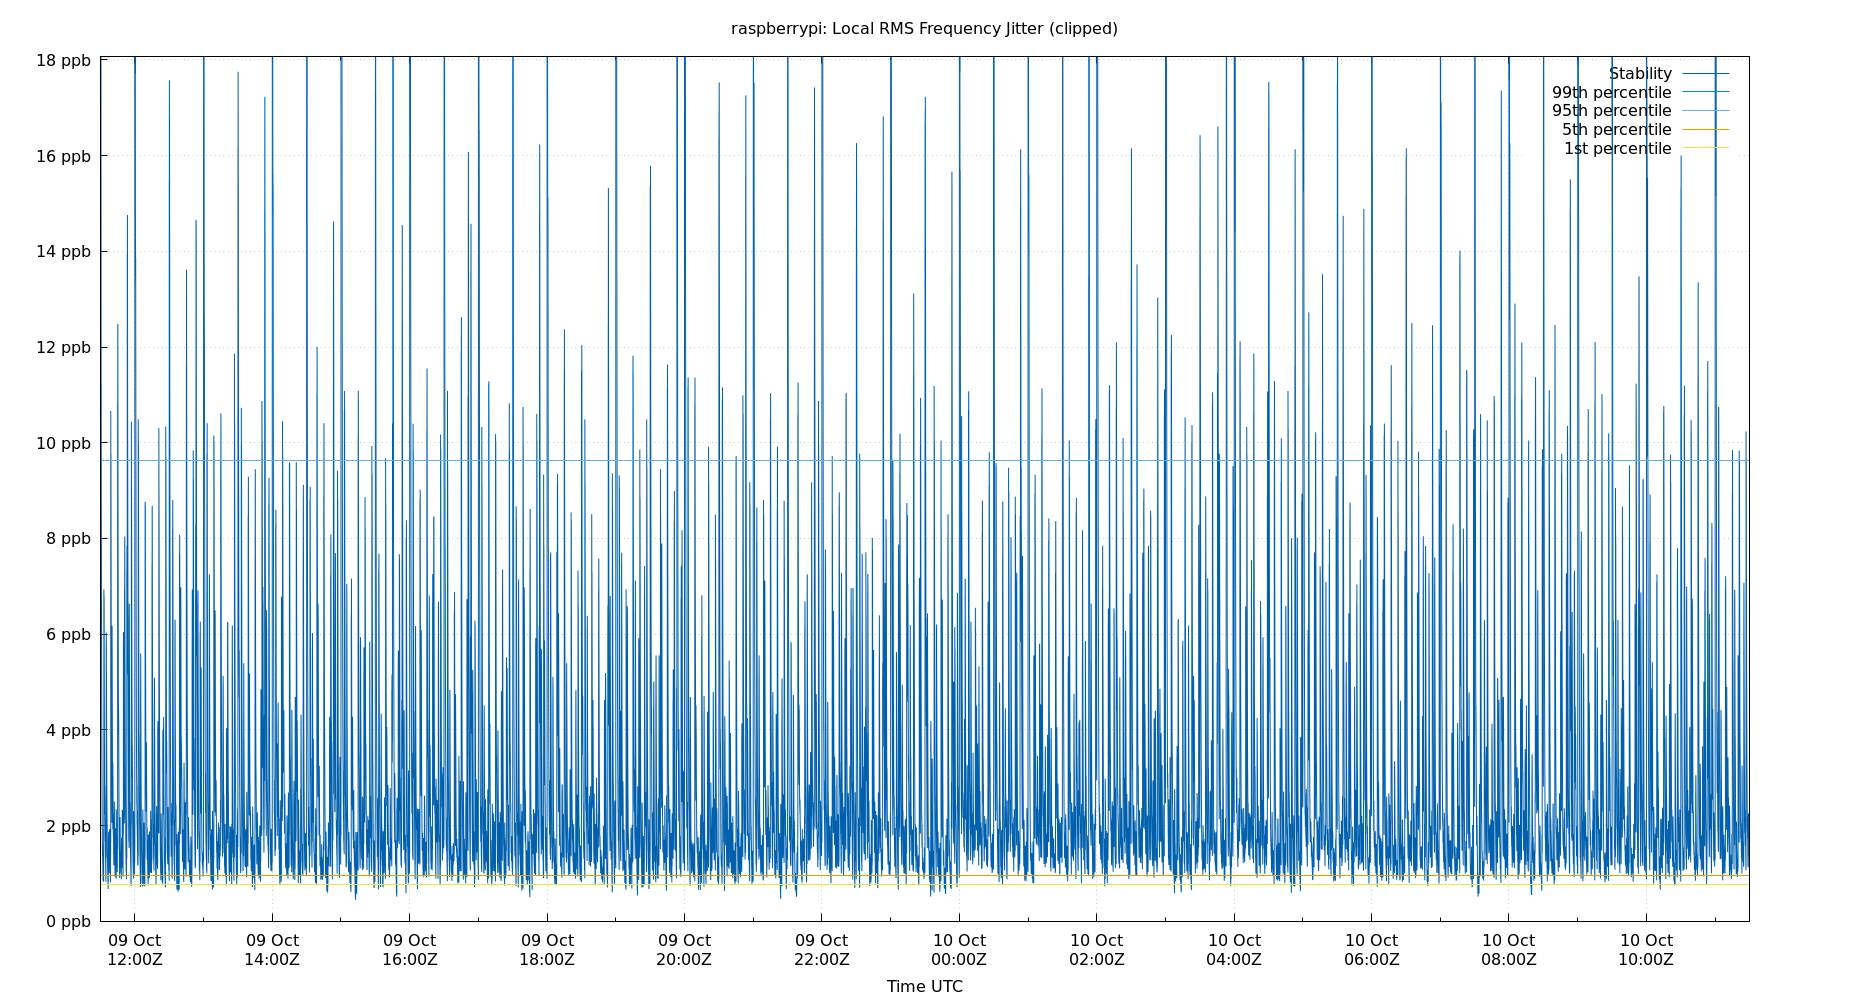 raspberrypi: Local RMS Frequency Jitter (clipped)
18 ppb
16 ppb
14 ppb
12 ppb
10 ppb
8 ppb
6 ppb
4 ppb
2 ppb
0 ppb
Stability
99th percentile
95th percentile
5th percentile
1st percentile
09 Oct 09 Oct 09 Oct 09 Oct 09 Oct 09 Oct 10 Oct 10 Oct 10 Oct 10 Oct 10 Oct 10 Oct
12:00Z 14:00Z 16:00Z 18:00Z 20:00Z 22:00Z 00:00Z 02:00Z 04:00Z 06:00Z 08:00Z 10:00Z
Time UTC